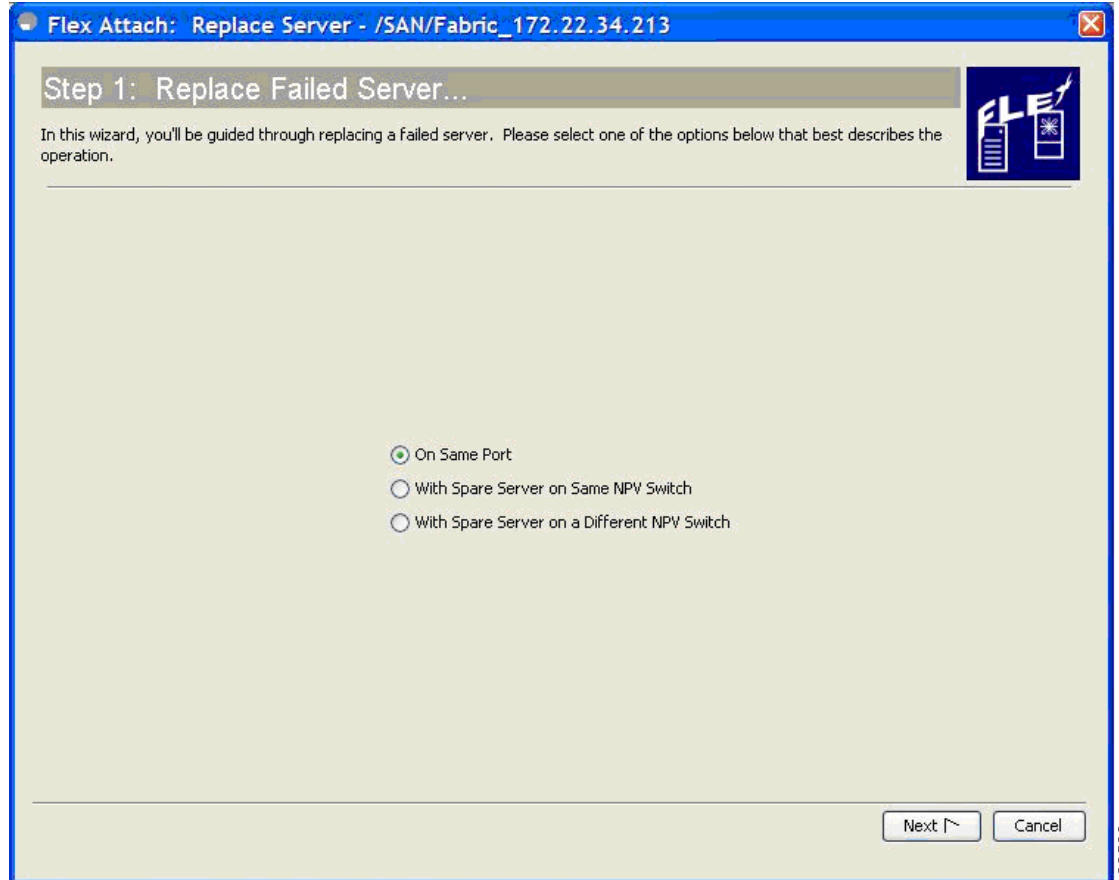 Flex Attach: Replace Server - /SAN/Fabric_172.22.34.213
Step 1: Replace Failed Server...
In this wizard, you'll be guided through replacing a failed server. Please select one of the options below that best describes the
operation.
FLEX
On Same Port
With Spare Server on Same NPV Switch
With Spare Server on a Different NPV Switch
Next
Cancel